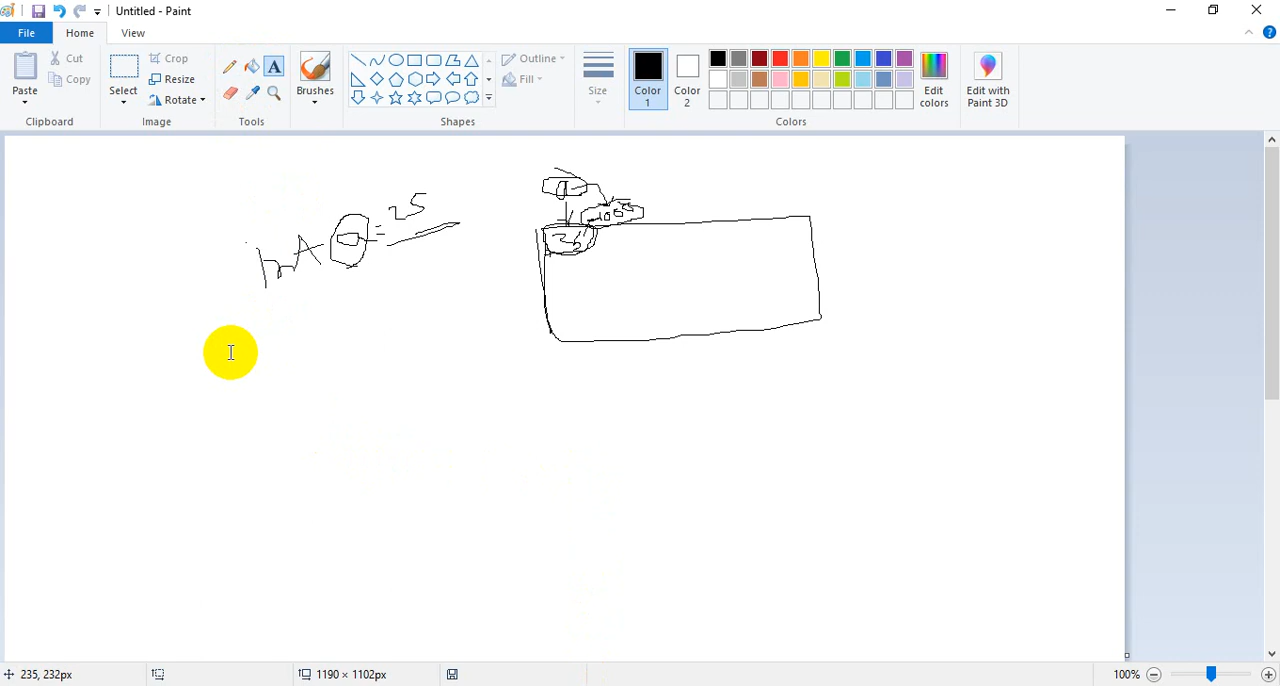 Untitled - Paint
File
Home
View
Paste
Cut
Copy
Clipboard
Select
Crop
Resize
Rotate
Image
A
Tools
Brushes
Outline
Fill
Shapes
Size
Color 1
Color 2
Edit colors
Colors
Edit with Paint 3D
= 25
235, 232px
1190 × 1102px
100%